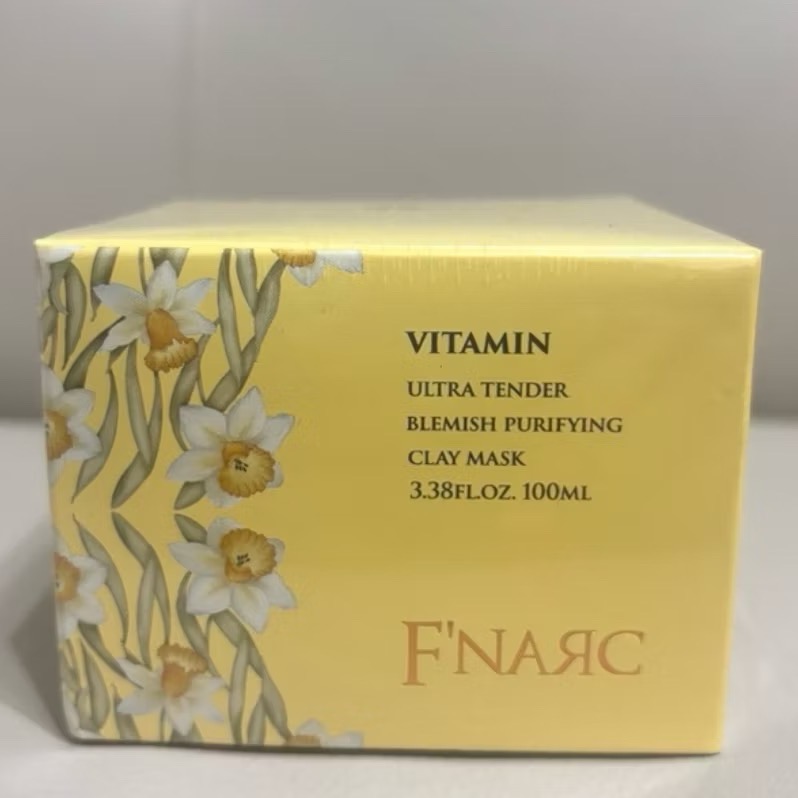 VITAMIN
ULTRA TENDER
BLEMISH PURIFYING
CLAY MASK
3.38FL.OZ. 100ML
F'NAЯC